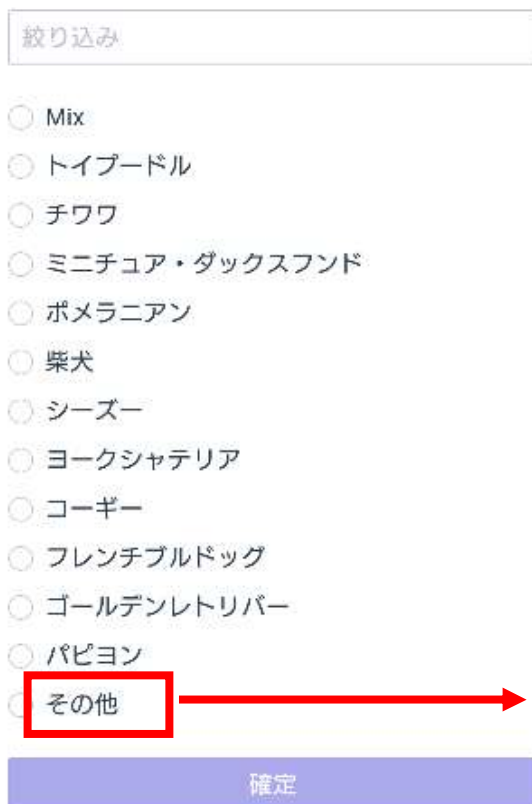 絞り込み
Mix
トイプードル
チワワ
ミニチュア・ダックスフンド
ポメラニアン
柴犬
シーズー
ヨークシャテリア
コーギー
フレンチブルドッグ
ゴールデンレトリバー
パピヨン
その他
確定